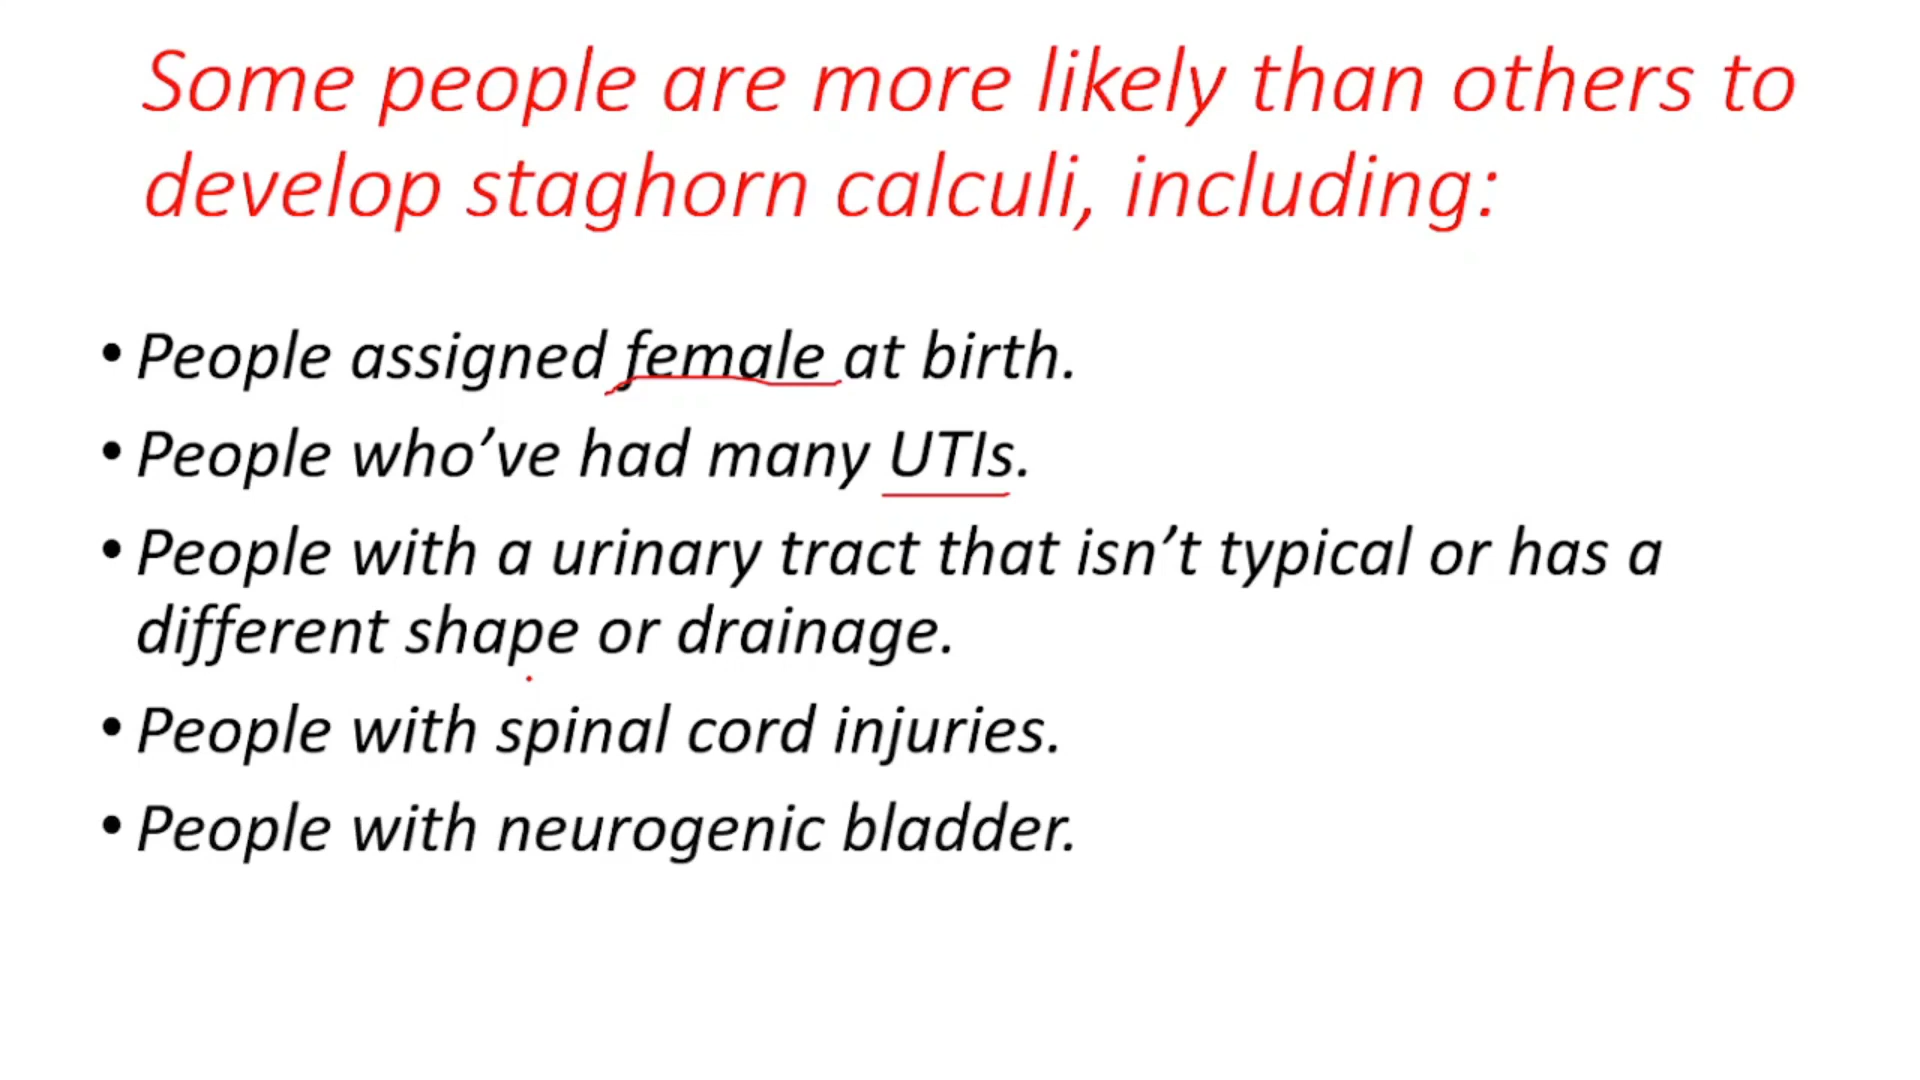 Some people are more likely than others to
develop staghorn calculi, including:
• People assigned female at birth.
• People who’ve had many UTIs.
• People with a urinary tract that isn’t typical or has a
different shape or drainage.
• People with spinal cord injuries.
• People with neurogenic bladder.